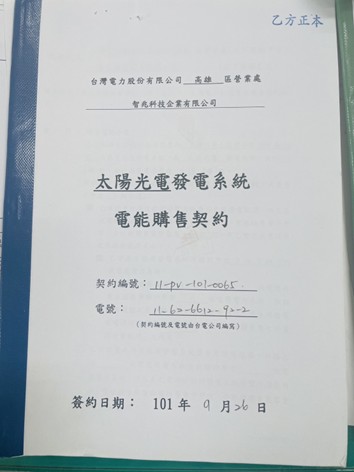 乙方正本
台灣電力股份有限公司 高雄 區營業處
智兆科技企業有限公司
太陽光電發電系統
電能購售契約
契約編號：11-PV-101-0065
電號：11-62-6612-92-2
（契約編號及電號由台電公司編寫）
簽約日期： 101 年 9 月 26 日